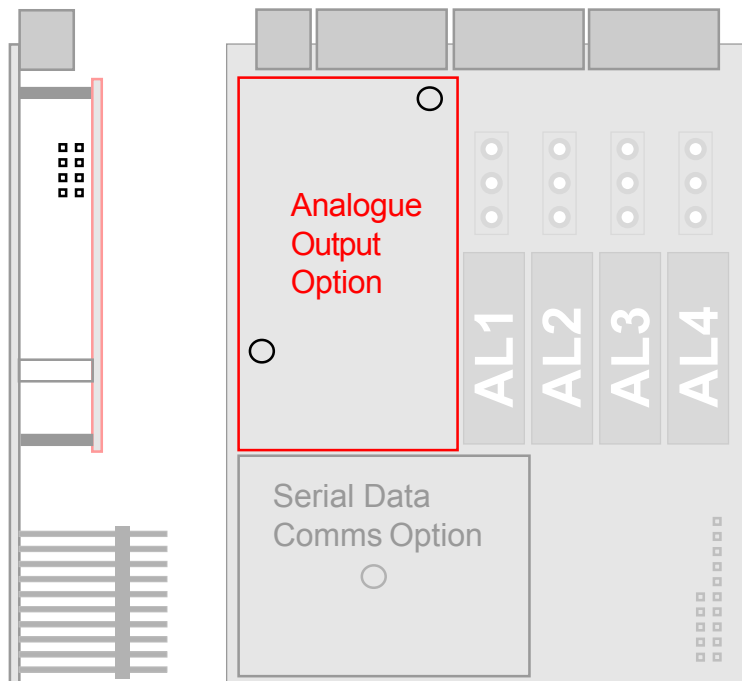 Analogue
Output
Option
AL1
AL2
AL3
AL4
Serial Data
Comms Option